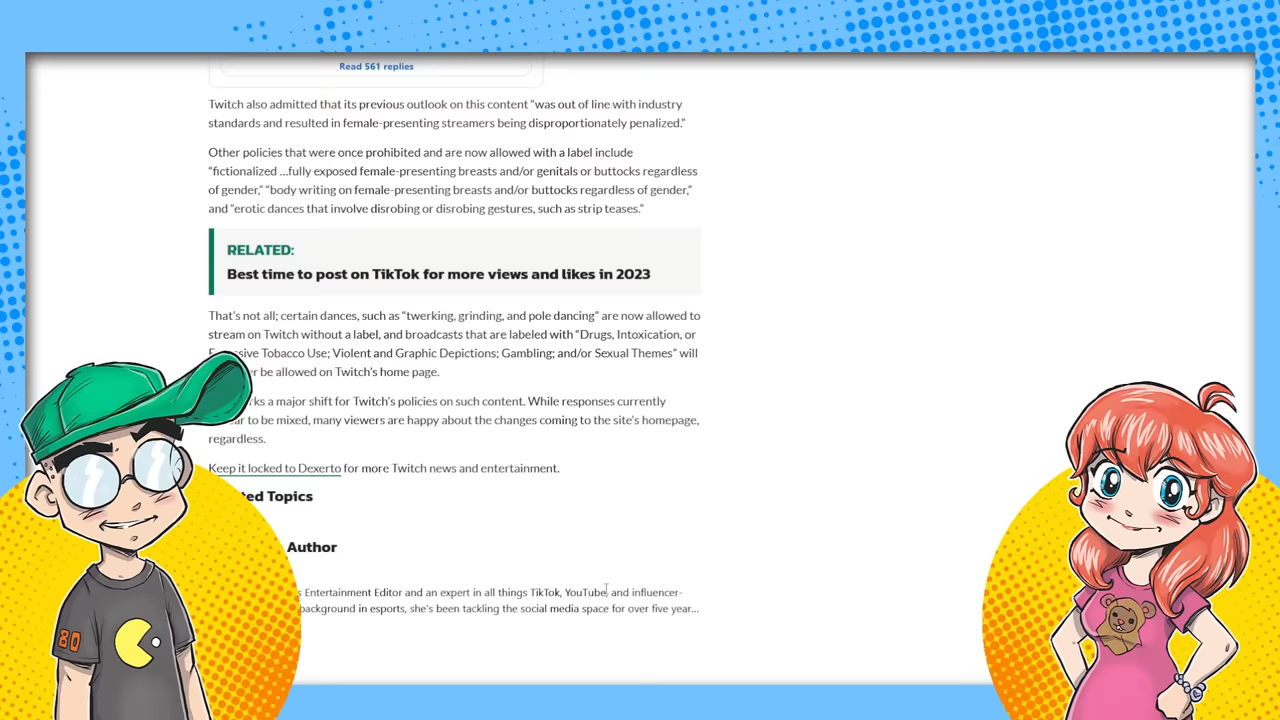 Read 561 replies
Twitch also admitted that its previous outlook on this content “was out of line with industry
standards and resulted in female-presenting streamers being disproportionately penalized.”
Other policies that were once prohibited and are now allowed with a label include
“fictionalized ...fully exposed female-presenting breasts and/or genitals or buttocks regardless
of gender,” “body writing on female-presenting breasts and/or buttocks regardless of gender,”
and “erotic dances that involve disrobing or disrobing gestures, such as strip teases.”
RELATED:
Best time to post on TikTok for more views and likes in 2023
That’s not all; certain dances, such as “twerking, grinding, and pole dancing” are now allowed to
stream on Twitch without a label, and broadcasts that are labeled with “Drugs, Intoxication, or
Tobacco Use; Violent and Graphic Depictions; Gambling; and/or Sexual Themes” will
be allowed on Twitch’s home page.
a major shift for Twitch’s policies on such content. While responses currently
to be mixed, many viewers are happy about the changes coming to the site’s homepage,
regardless.
Keep it locked to Dexerto for more Twitch news and entertainment.
Topics
Author
Entertainment Editor and an expert in all things TikTok, YouTube, and influencer-
background in esports, she’s been tackling the social media space for over five year...
80